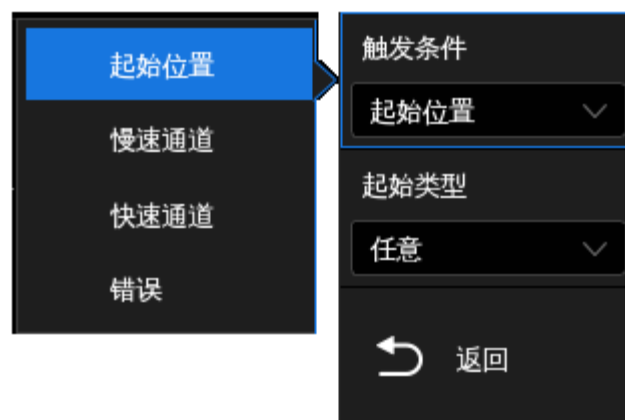 起始位置
慢速通道
快速通道
错误
触发条件
起始位置
起始类型
任意
返回